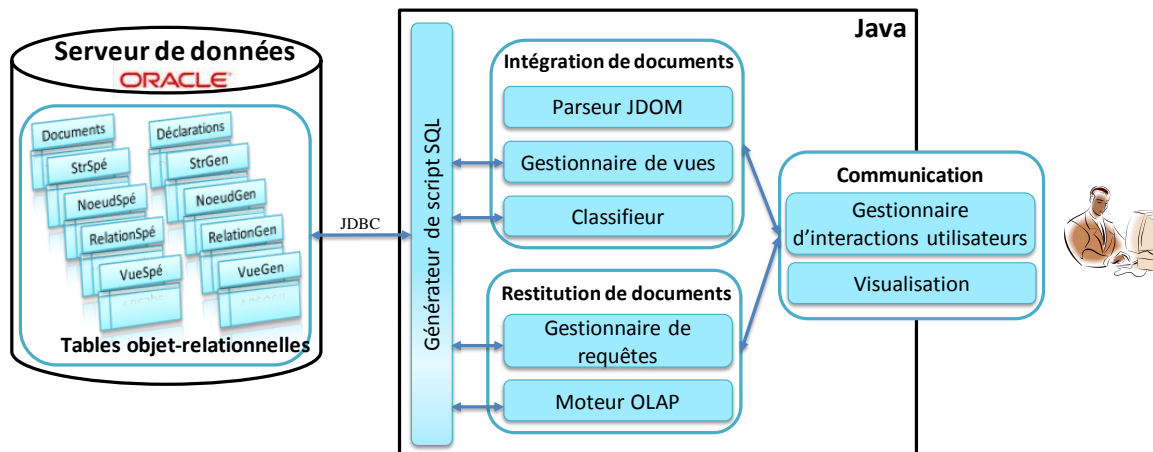 Serveur de données
ORACLE
Documents
Déclarations
StrSpé
StrGen
NoeudSpé
NoeudGen
RelationSpé
RelationGen
VueSpé
VueGen
Tables objet-relationnelles
JDBC
Java
Générateur de script SQL
Intégration de documents
Parseur JDOM
Gestionnaire de vues
Classifieur
Restitution de documents
Gestionnaire de
requêtes
Moteur OLAP
Communication
Gestionnaire
d'interactions utilisateurs
Visualisation